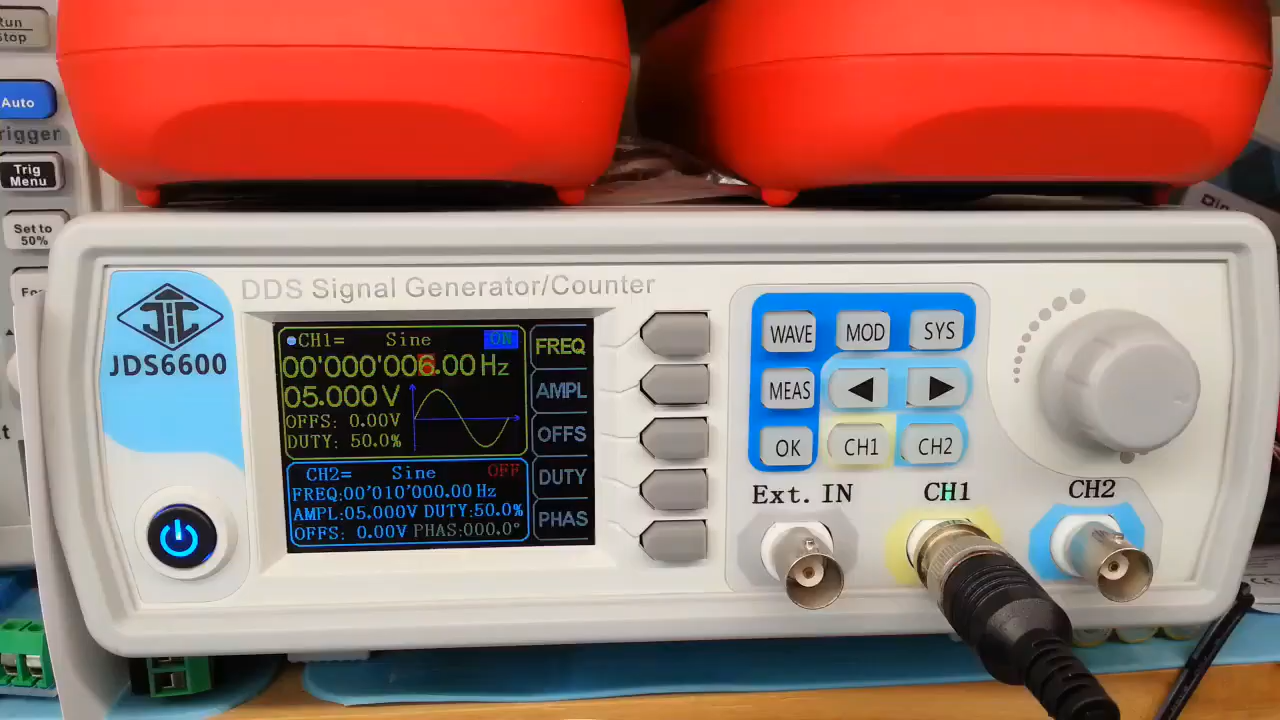 Run
Stop
Auto
rigger
Trig
Menu
Set to
50%
DDS Signal Generator/Counter
JDS6600
CH1= Sine ON
00'000'006.00 Hz
05.000 V
OFFS: 0.00V
DUTY: 50.0%
CH2= Sine OFF
FREQ:00'010'000.00 Hz
AMPL:05.000V DUTY:50.0%
OFFS: 0.00V PHAS:000.0°
FREQ
AMPL
OFFS
DUTY
PHAS
WAVE MOD SYS
MEAS ◀ ▶
OK CH1 CH2
Ext. IN CH1 CH2